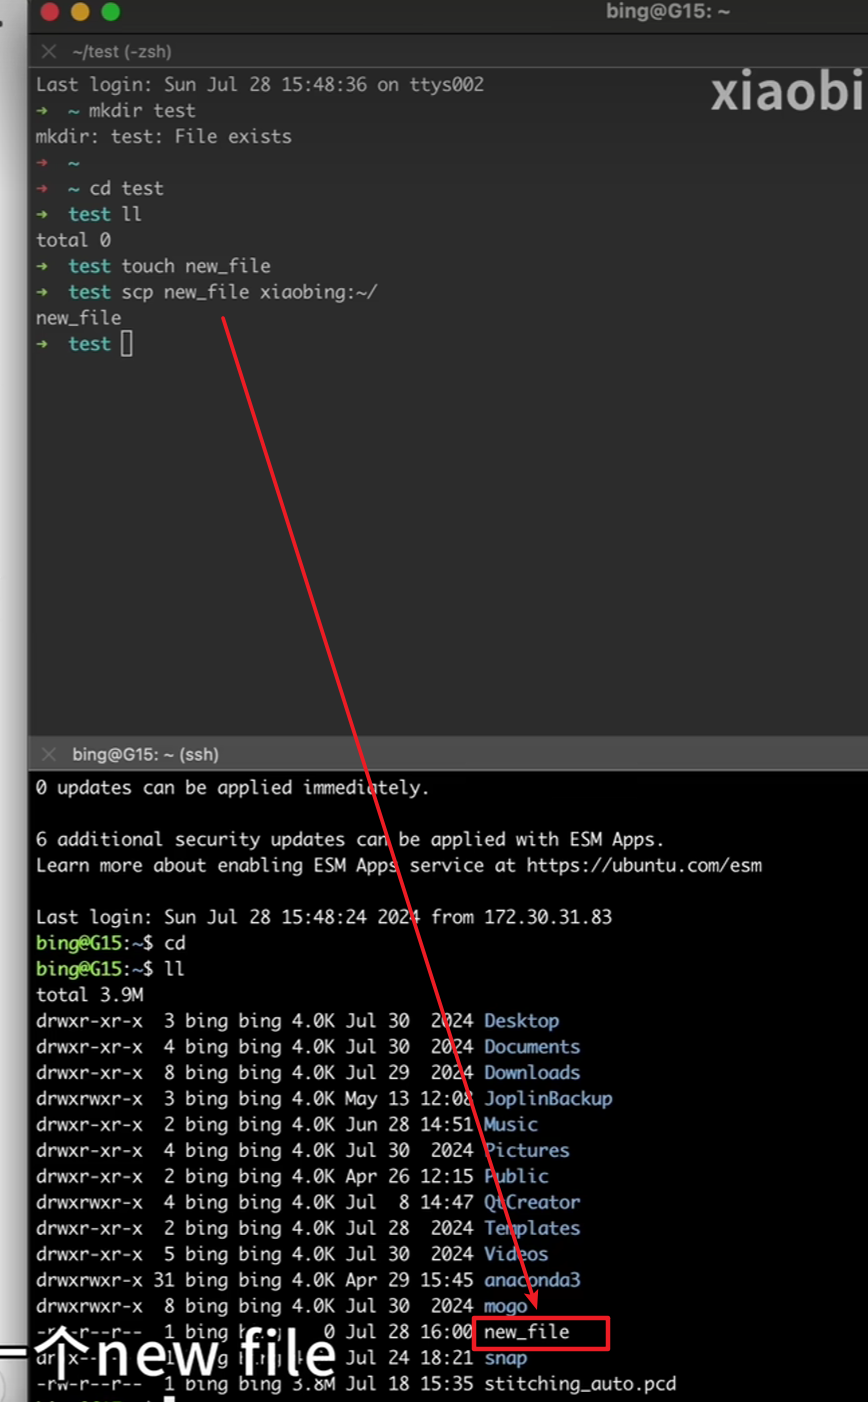 bing@G15: ~
~/test (-zsh)
xiaobi
Last login: Sun Jul 28 15:48:36 on ttys002
➜ ~ mkdir test
mkdir: test: File exists
➜ ~
➜ ~ cd test
➜ test ll
total 0
➜ test touch new_file
➜ test scp new_file xiaobing:~/
new_file
➜ test
bing@G15: ~ (ssh)
0 updates can be applied immediately.
6 additional security updates can be applied with ESM Apps.
Learn more about enabling ESM Apps service at https://ubuntu.com/esm
Last login: Sun Jul 28 15:48:24 2024 from 172.30.31.83
bing@G15:~$ cd
bing@G15:~$ ll
total 3.9M
drwxr-xr-x 3 bing bing 4.0K Jul 30 2024 Desktop
drwxr-xr-x 4 bing bing 4.0K Jul 30 2024 Documents
drwxr-xr-x 8 bing bing 4.0K Jul 29 2024 Downloads
drwxrwxr-x 3 bing bing 4.0K May 13 12:08 JoplinBackup
drwxr-xr-x 2 bing bing 4.0K Jun 28 14:51 Music
drwxr-xr-x 4 bing bing 4.0K Jul 30 2024 Pictures
drwxr-xr-x 2 bing bing 4.0K Apr 26 12:15 Public
drwxrwxr-x 4 bing bing 4.0K Jul 8 14:47 QtCreator
drwxr-xr-x 2 bing bing 4.0K Jul 28 2024 Templates
drwxr-xr-x 5 bing bing 4.0K Jul 30 2024 Videos
drwxrwxr-x 31 bing bing 4.0K Apr 29 15:45 anaconda3
drwxrwxr-x 8 bing bing 4.0K Jul 30 2024 mogo
1 bing 0 Jul 28 16:00 new_file
一个new file
Jul 24 18:21 snap
-rw-r--r-- 1 bing bing 3.8M Jul 18 15:35 stitching_auto.pcd